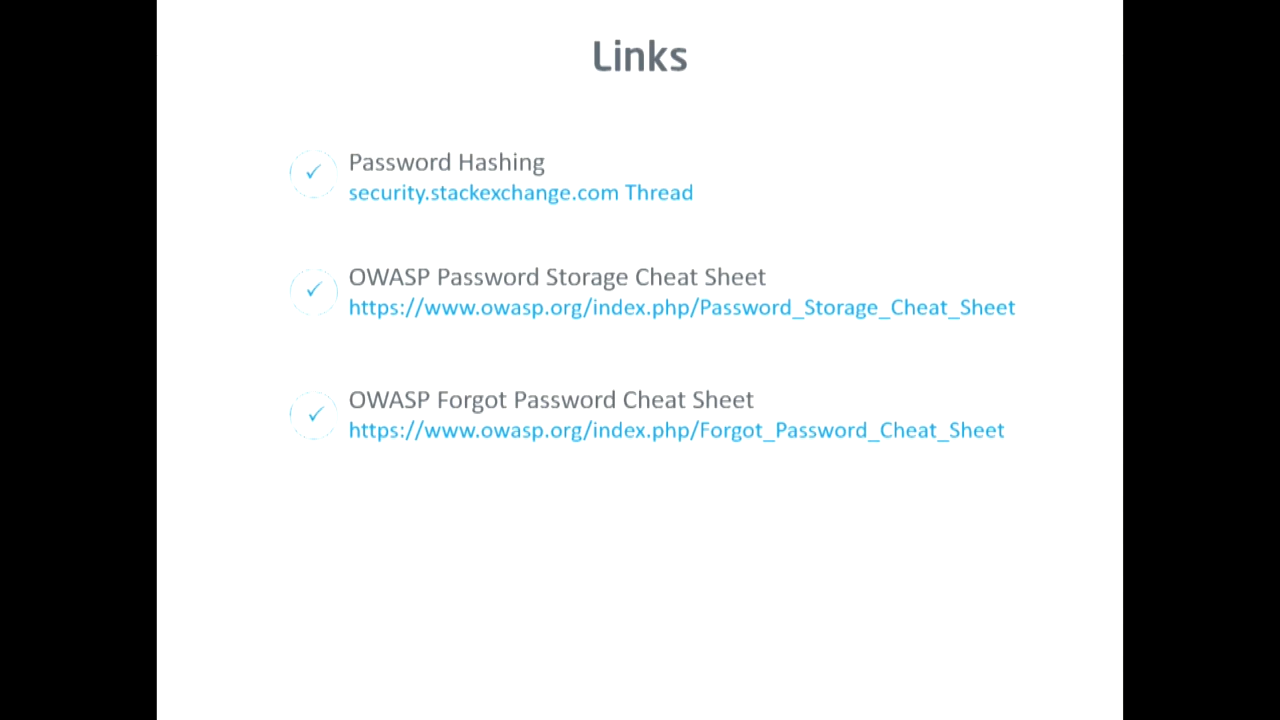 Links
Password Hashing
security.stackexchange.com Thread
OWASP Password Storage Cheat Sheet
https://www.owasp.org/index.php/Password_Storage_Cheat_Sheet
OWASP Forgot Password Cheat Sheet
https://www.owasp.org/index.php/Forgot_Password_Cheat_Sheet